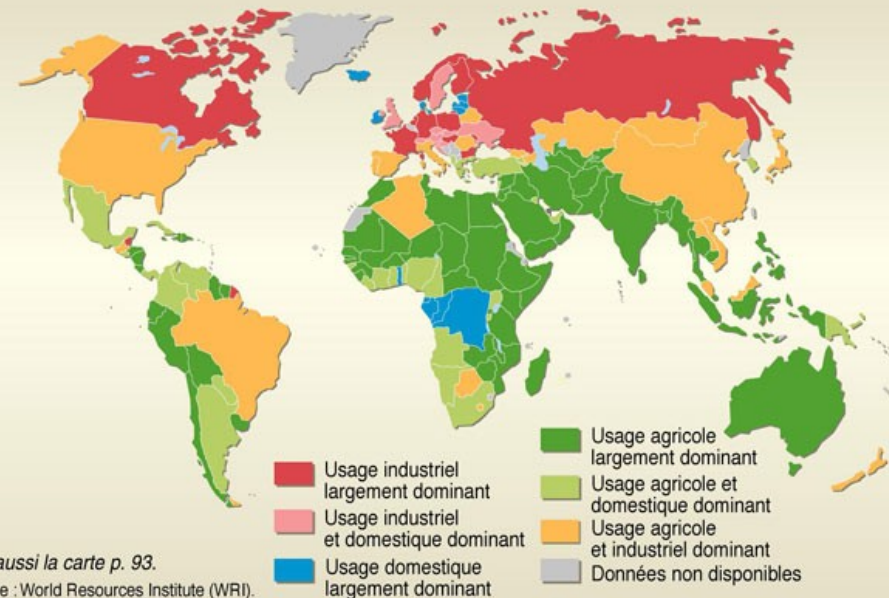 Usage industriel
largement dominant
Usage industriel
et domestique dominant
Usage domestique
largement dominant
Usage agricole
largement dominant
Usage agricole et
domestique dominant
Usage agricole
et industriel dominant
Données non disponibles
aussi la carte p. 93.
e : World Resources Institute (WRI).